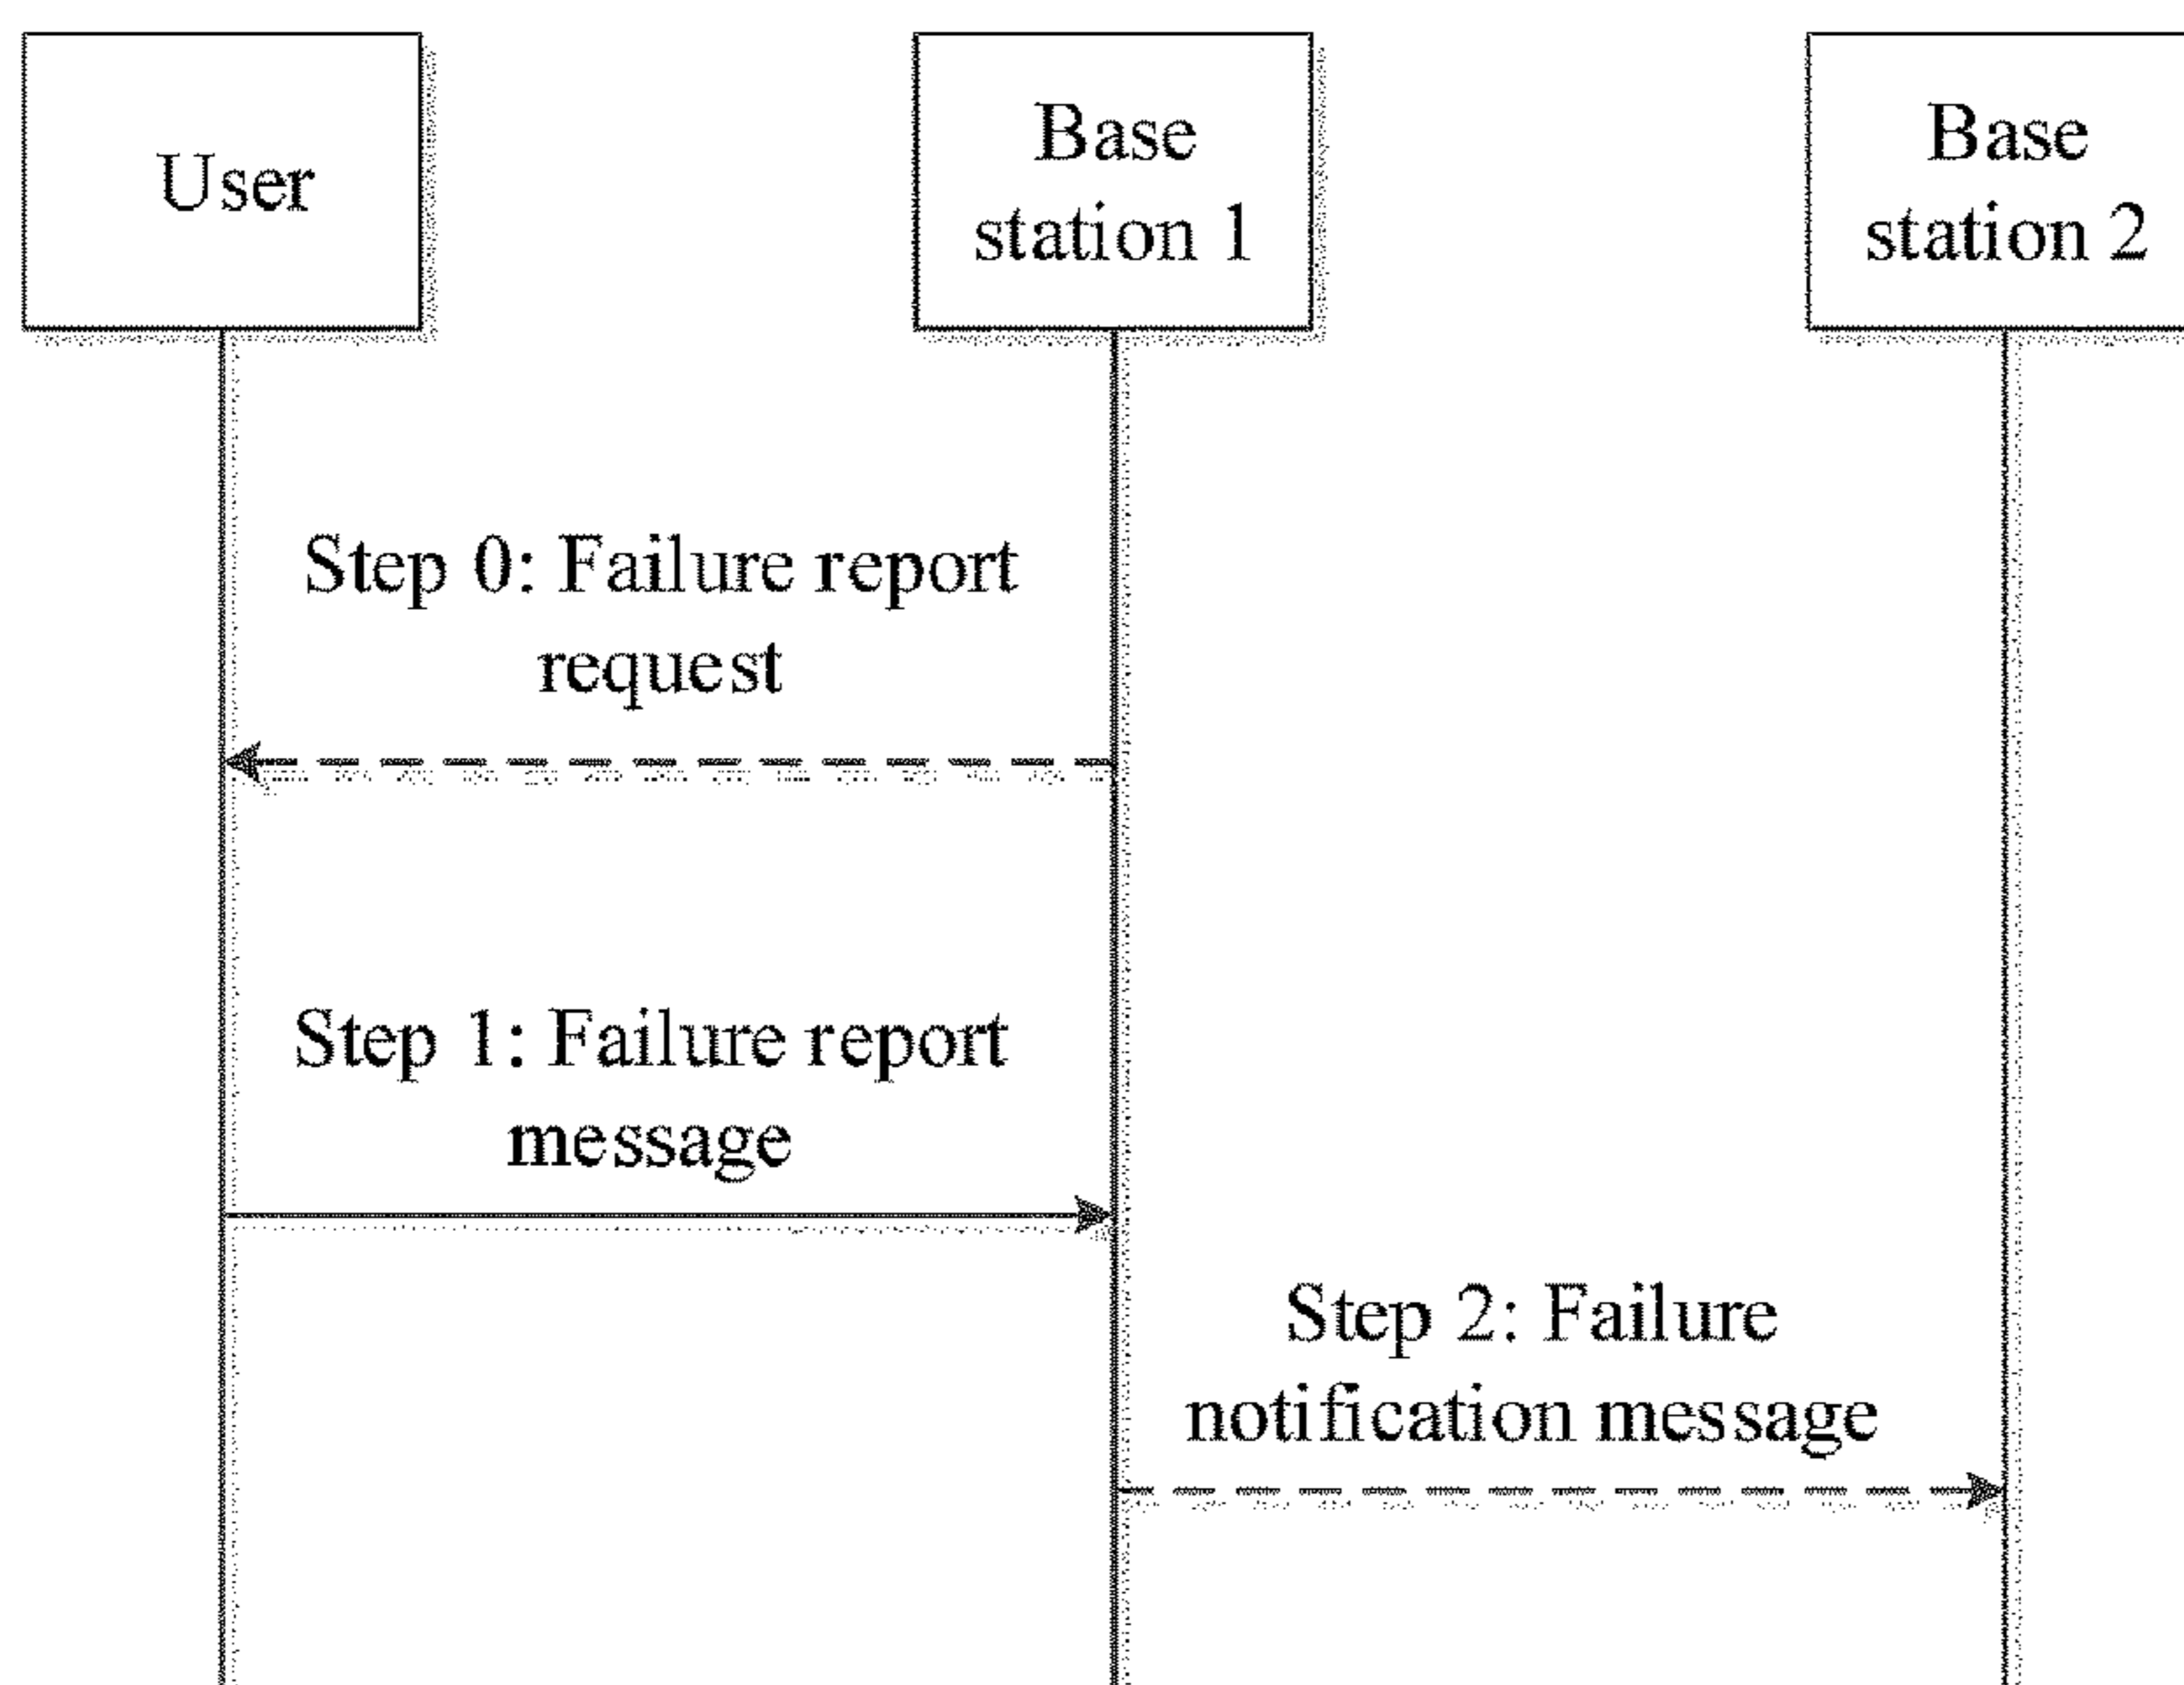 User
Base
station 1
Base
station 2
Step 0: Failure report
request
Step 1: Failure report
message
Step 2: Failure
notification message